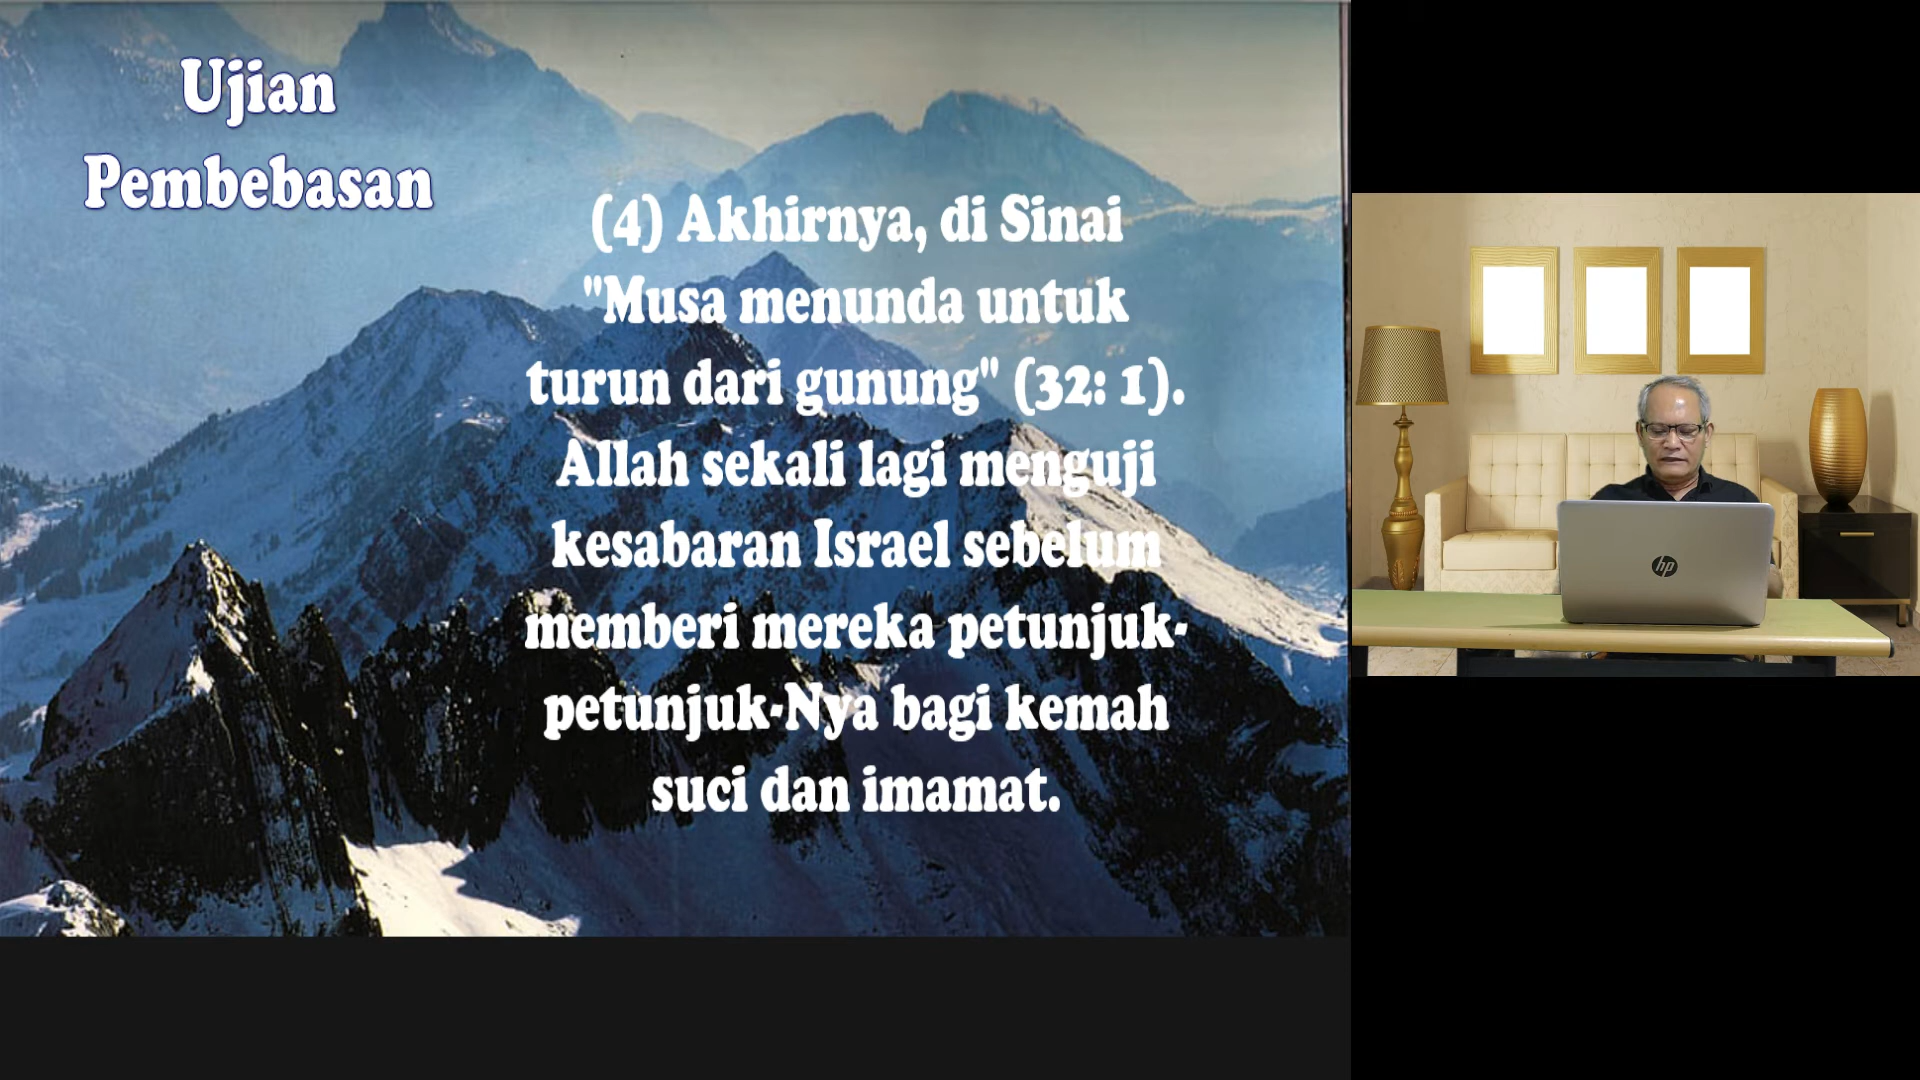 Ujian
Pembebasan
(4) Akhirnya, di Sinai
"Musa menunda untuk
turun dari gunung" (32: 1).
Allah sekali lagi menguji
kesabaran Israel sebelum
memberi mereka petunjuk-
petunjuk-Nya bagi kemah
suci dan imamat.
hp